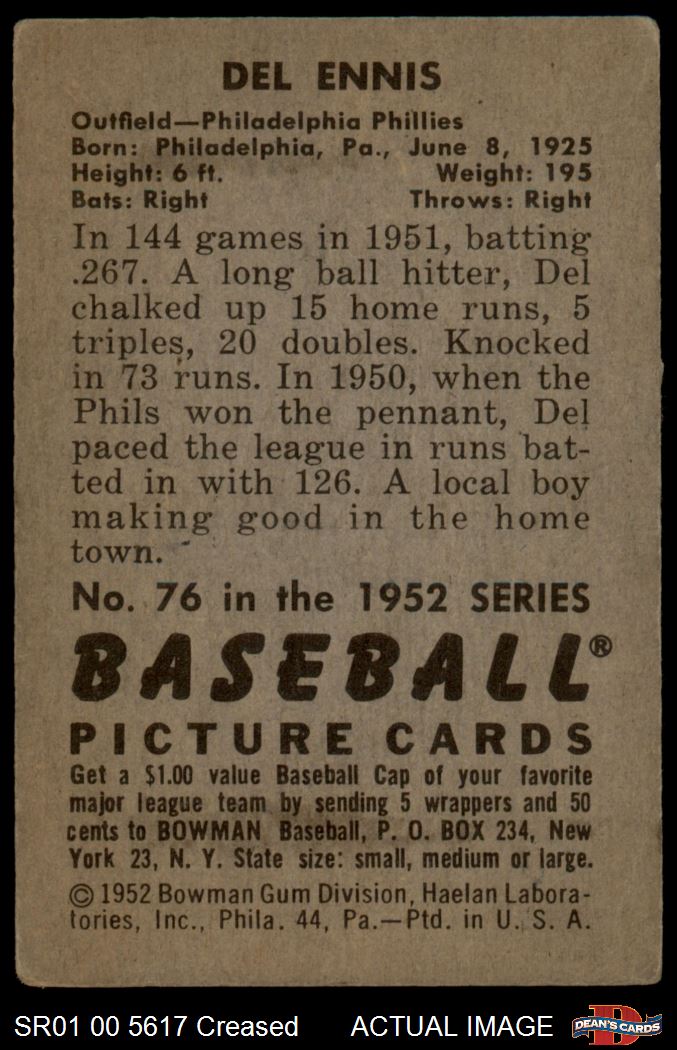 DEL ENNIS
Outfield—Philadelphia Phillies
Born: Philadelphia, Pa., June 8, 1925
Height: 6 ft. Weight: 195
Bats: Right Throws: Right
In 144 games in 1951, batting
.267. A long ball hitter, Del
chalked up 15 home runs, 5
triples, 20 doubles. Knocked
in 73 runs. In 1950, when the
Phils won the pennant, Del
paced the league in runs bat-
ted in with 126. A local boy
making good in the home
town.
No. 76 in the 1952 SERIES
BASEBALL®
PICTURE CARDS
Get a $1.00 value Baseball Cap of your favorite
major league team by sending 5 wrappers and 50
cents to BOWMAN Baseball, P. O. BOX 234, New
York 23, N. Y. State size: small, medium or large.
© 1952 Bowman Gum Division, Haelan Labora-
tories, Inc., Phila. 44, Pa.—Ptd. in U. S. A.
SR01 00 5617 Creased ACTUAL IMAGE
D
DEAN'S CARDS